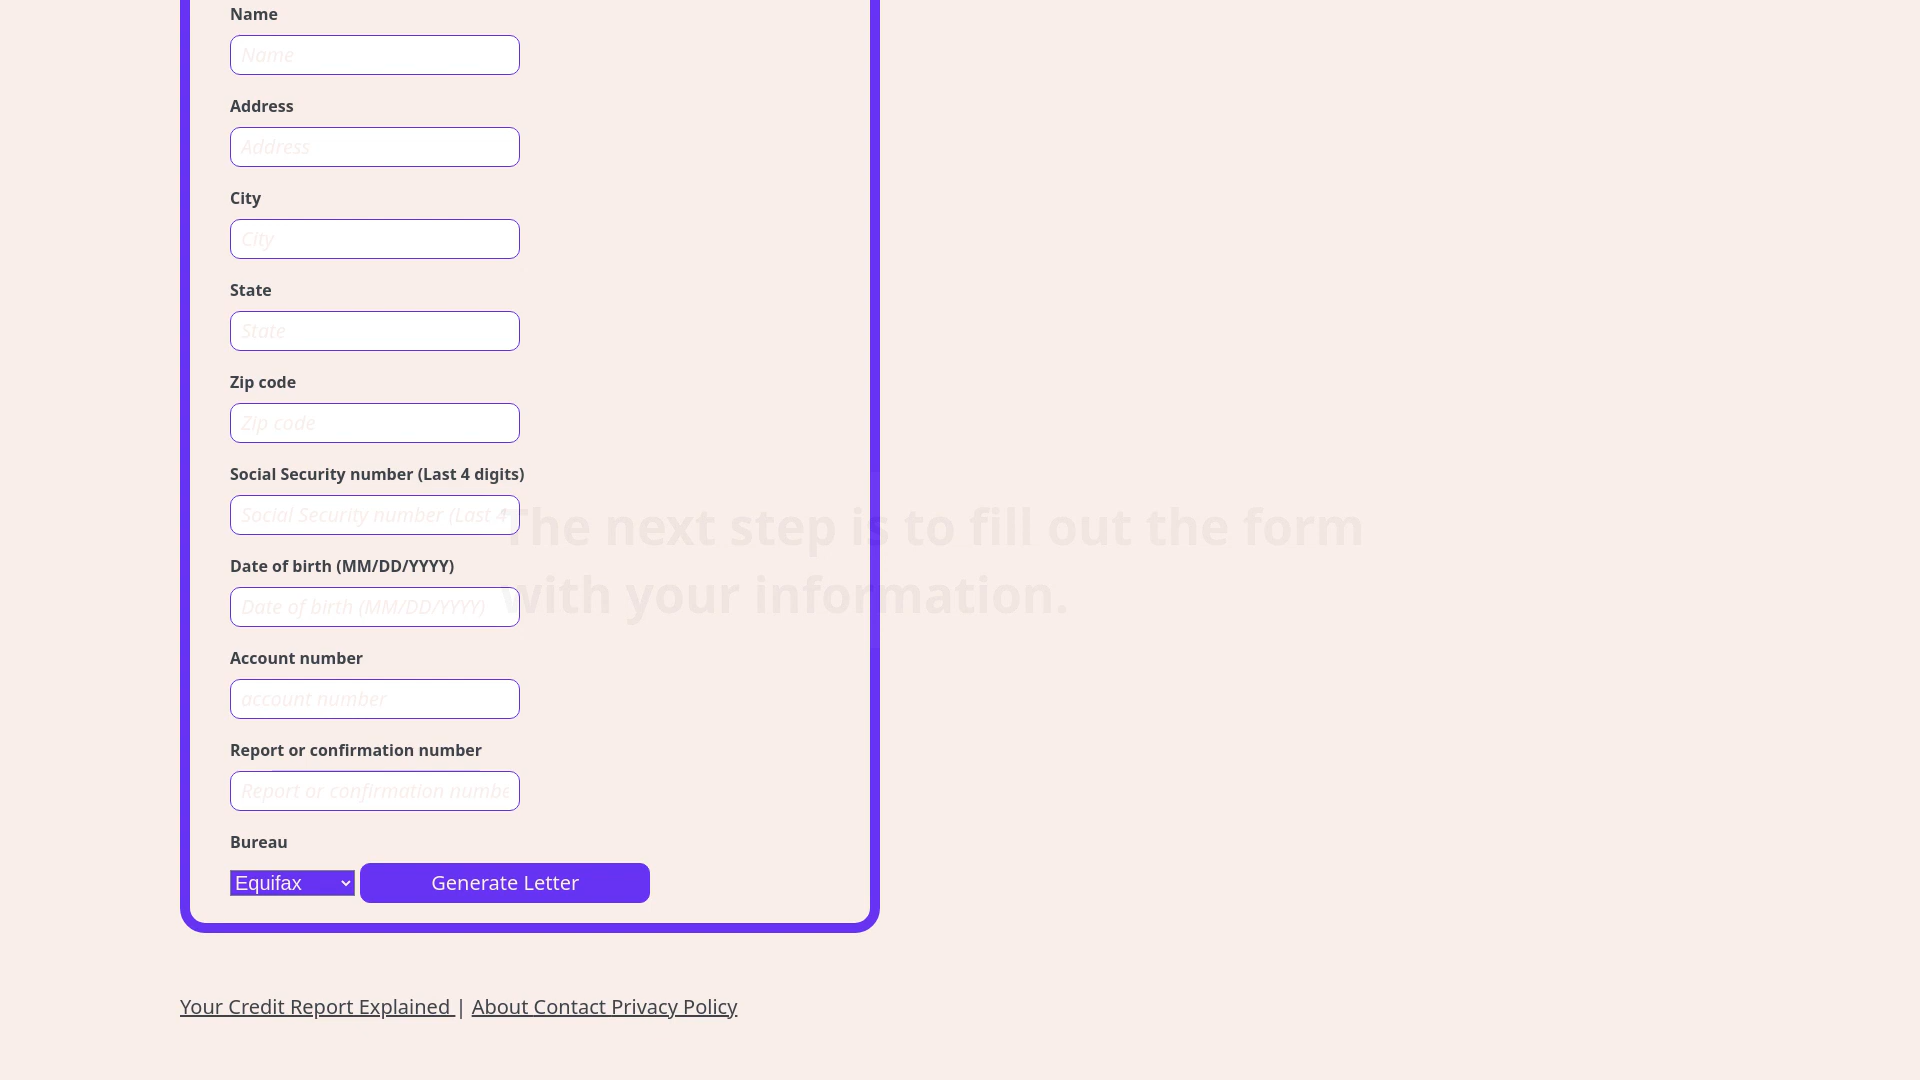 Name
Name
Address
Address
City
City
State
State
Zip code
Zip code
Social Security number (Last 4 digits)
Social Security number (Last 4
The next step is to fill out the form
with your information.
Date of birth (MM/DD/YYYY)
Date of birth (MM/DD/YYYY)
Account number
account number
Report or confirmation number
Report or confirmation numbe
Bureau
Equifax
Generate Letter
Your Credit Report Explained | About Contact Privacy Policy